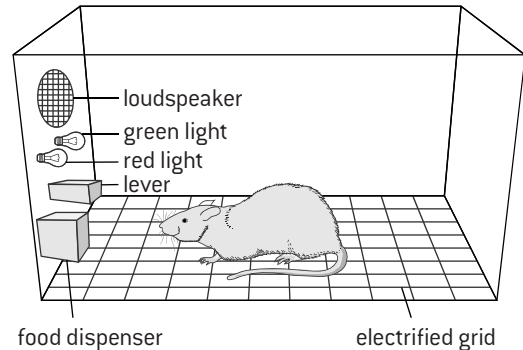 loudspeaker
green light
red light
lever
food dispenser
electrified grid